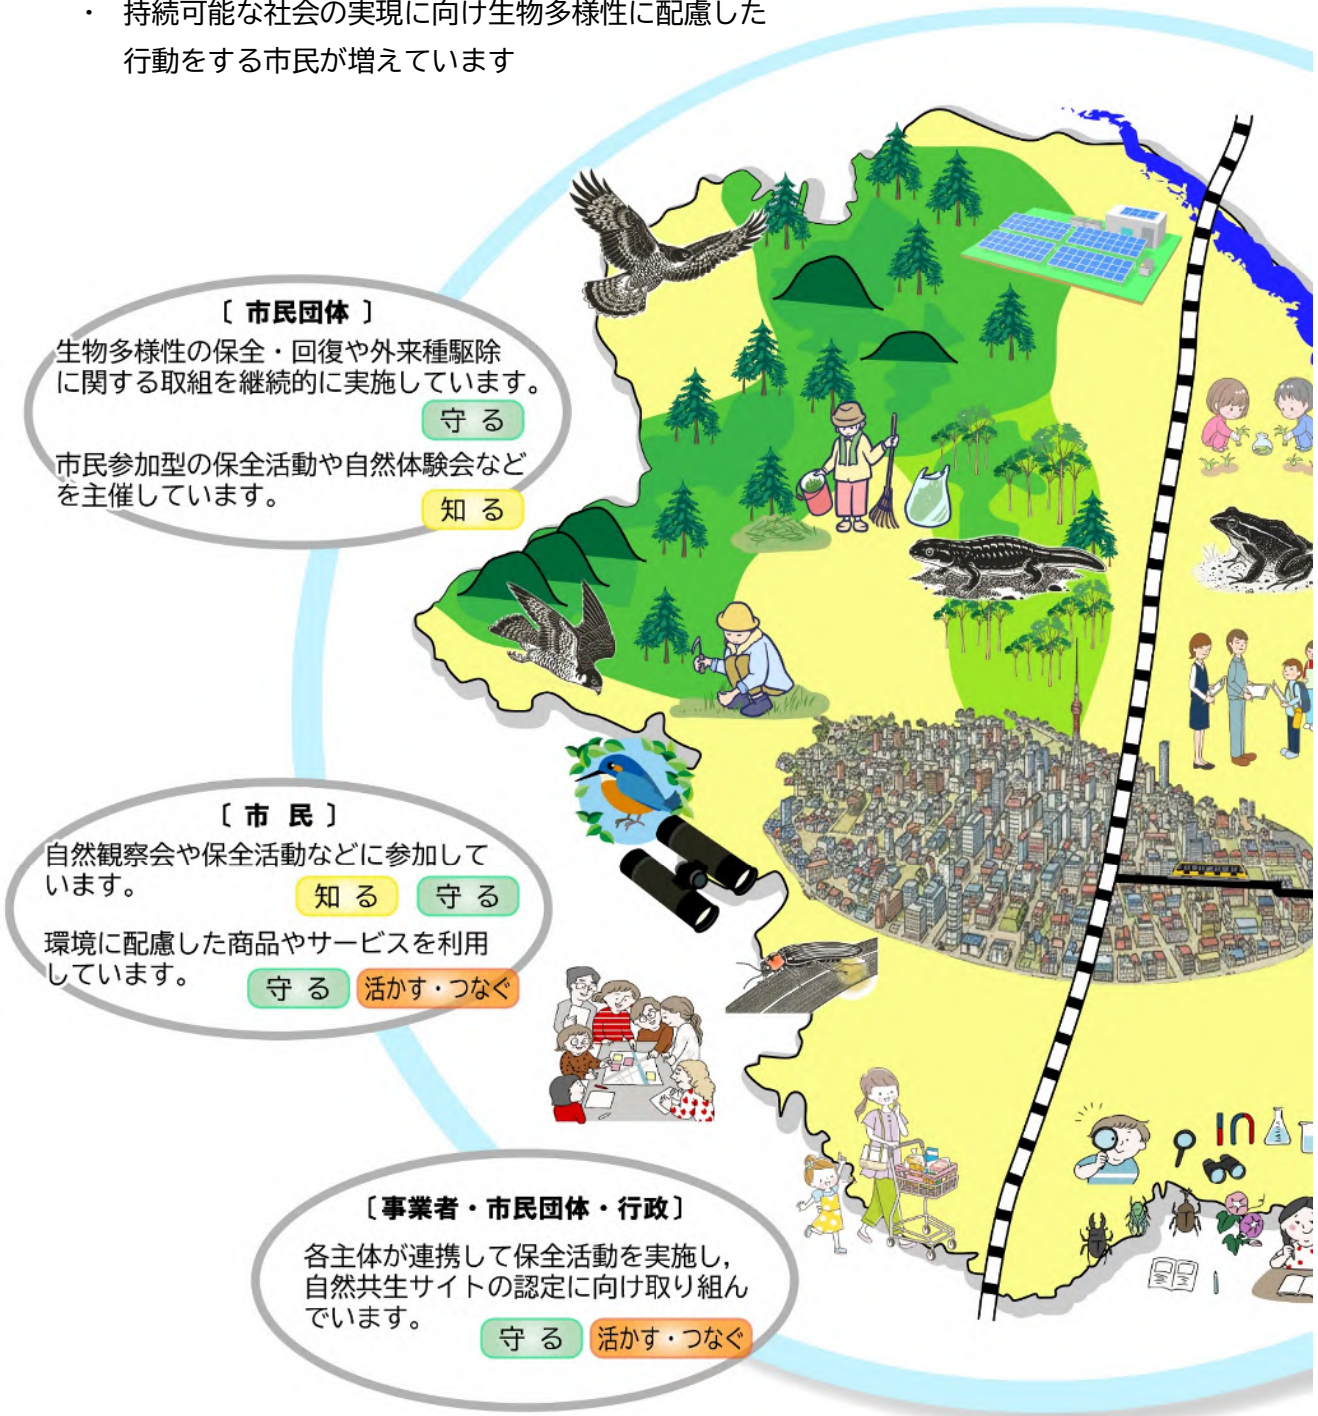 ・ 持続可能な社会の実現に向け生物多様性に配慮した
行動をする市民が増えています
〔 市民団体 〕
生物多様性の保全・回復や外来種駆除
に関する取組を継続的に実施しています。
守 る
市民参加型の保全活動や自然体験会など
を主催しています。
知 る
〔 市 民 〕
自然観察会や保全活動などに参加して
います。
知 る 守 る
環境に配慮した商品やサービスを利用
しています。
守 る 活かす・つなぐ
〔事業者・市民団体・行政〕
各主体が連携して保全活動を実施し，
自然共生サイトの認定に向け取り組ん
でいます。
守 る 活かす・つなぐ